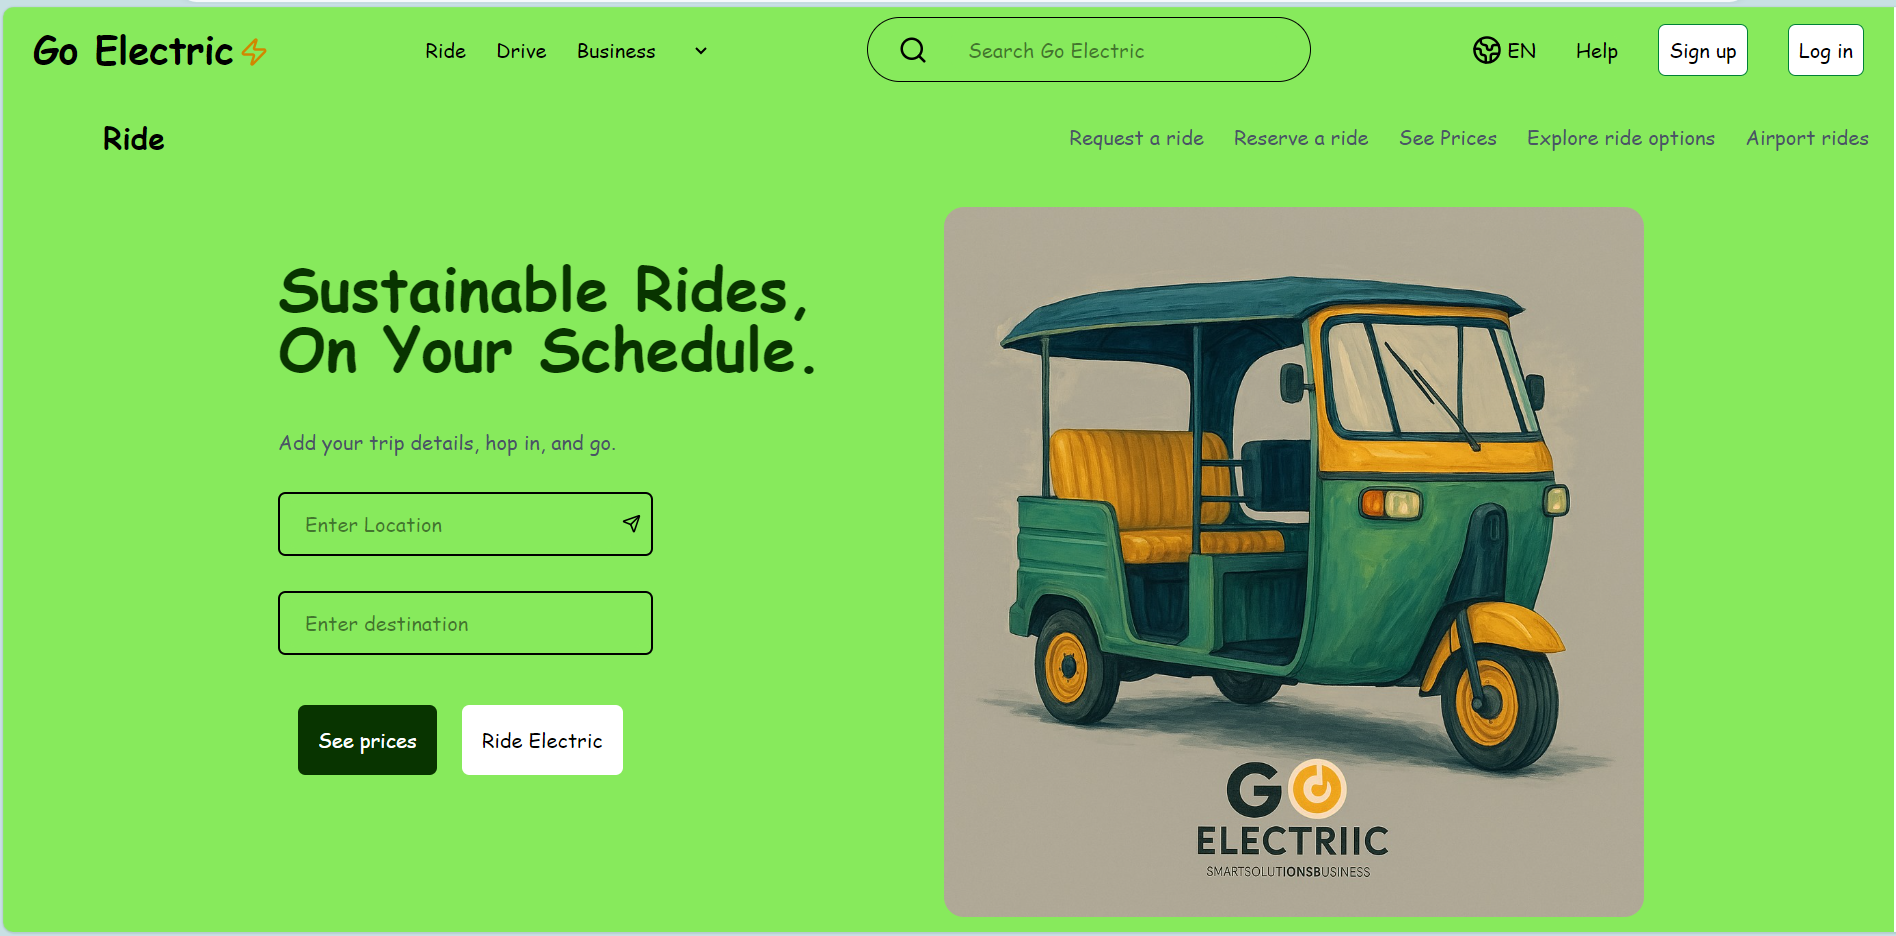 Go Electric
Ride Drive Business
Search Go Electric
EN Help Sign up Log in
Ride
Request a ride Reserve a ride See Prices Explore ride options Airport rides
Sustainable Rides,
On Your Schedule.
Add your trip details, hop in, and go.
Enter Location
Enter destination
See prices Ride Electric
GO
ELECTRIIC
SMARTSOLUTIONSBUSINESS